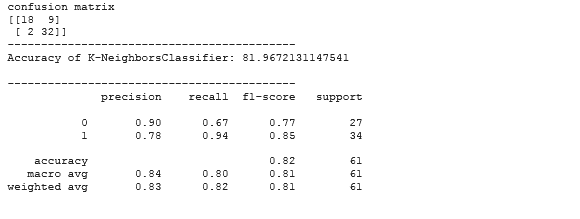 confusion matrix
[[18  9]
 [ 2 32]]
-------------------------------------------
Accuracy of K-NeighborsClassifier: 81.9672131147541

-------------------------------------------
              precision    recall  f1-score   support

           0       0.90      0.67      0.77        27
           1       0.78      0.94      0.85        34

    accuracy                           0.82        61
   macro avg       0.84      0.80      0.81        61
weighted avg       0.83      0.82      0.81        61